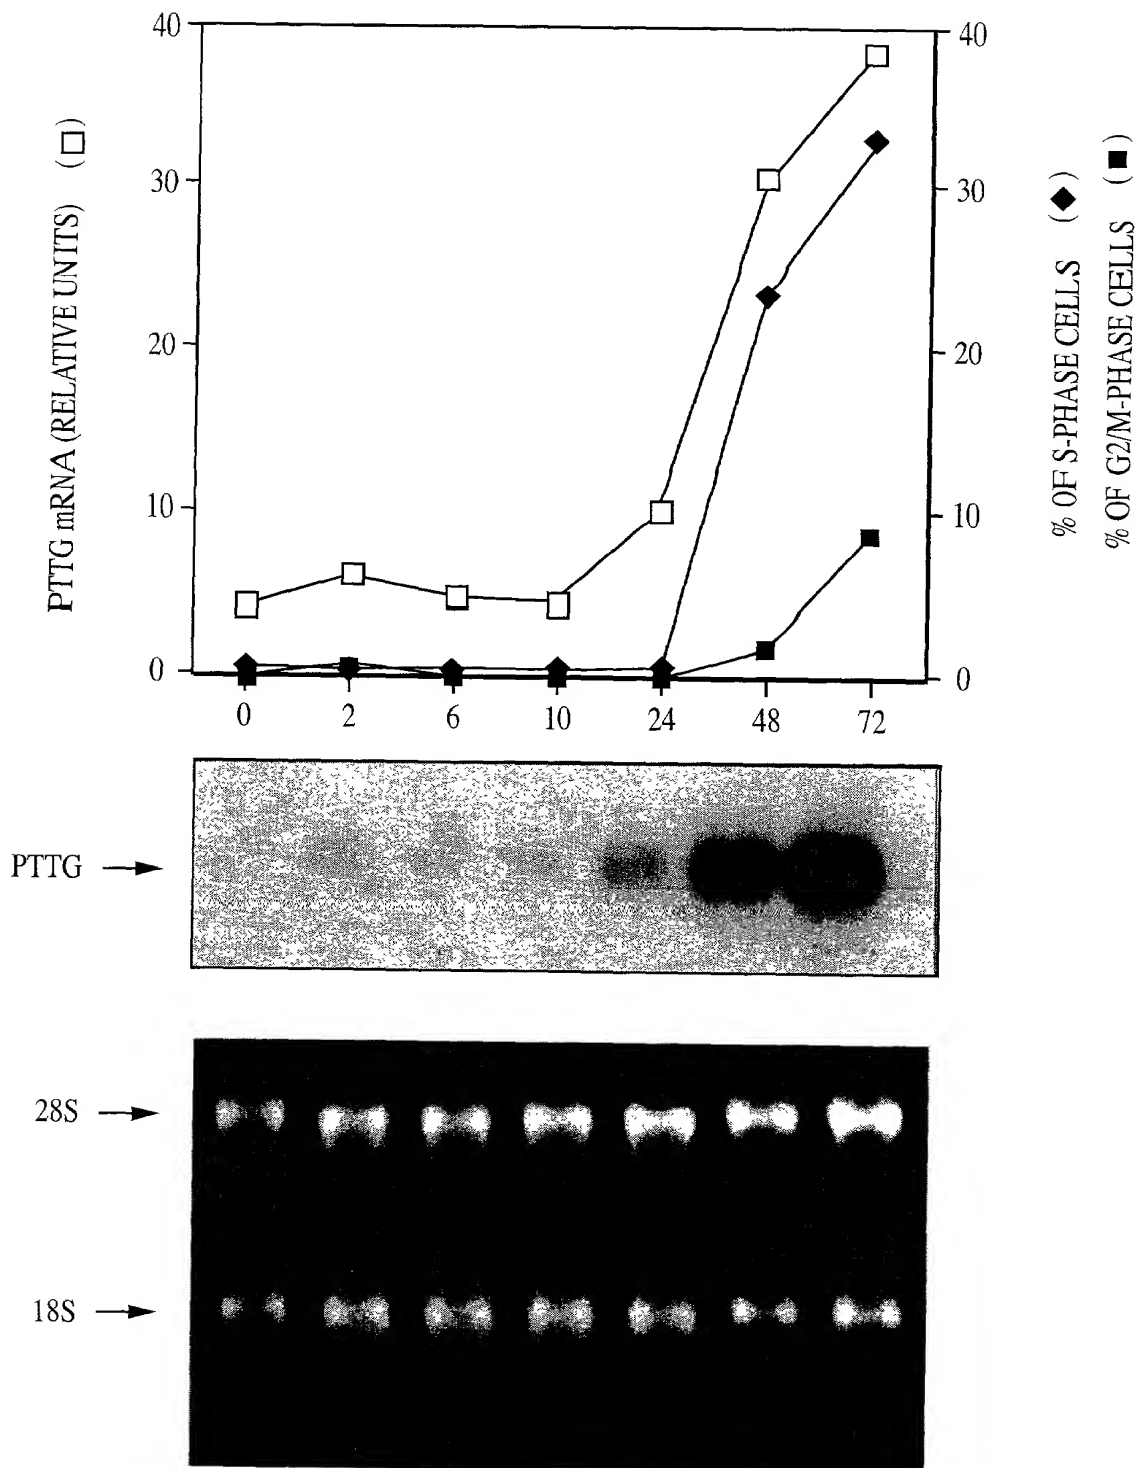 40
30
20
10
0
PTTG mRNA (RELATIVE UNITS) (□)
40
30
20
10
0
% OF S-PHASE CELLS (◆)
% OF G2/M-PHASE CELLS (■)
0 2 6 10 24 48 72
PTTG
28S
18S